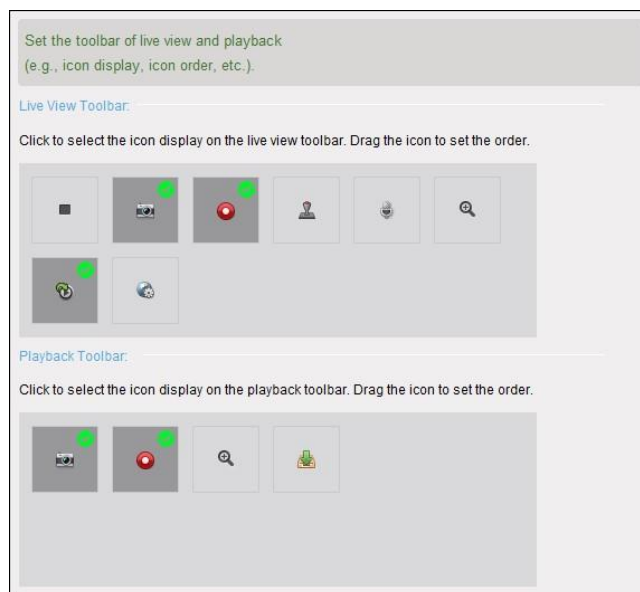 Set the toolbar of live view and playback
(e.g., icon display, icon order, etc.).
Live View Toolbar:
Click to select the icon display on the live view toolbar. Drag the icon to set the order.
Playback Toolbar:
Click to select the icon display on the playback toolbar. Drag the icon to set the order.